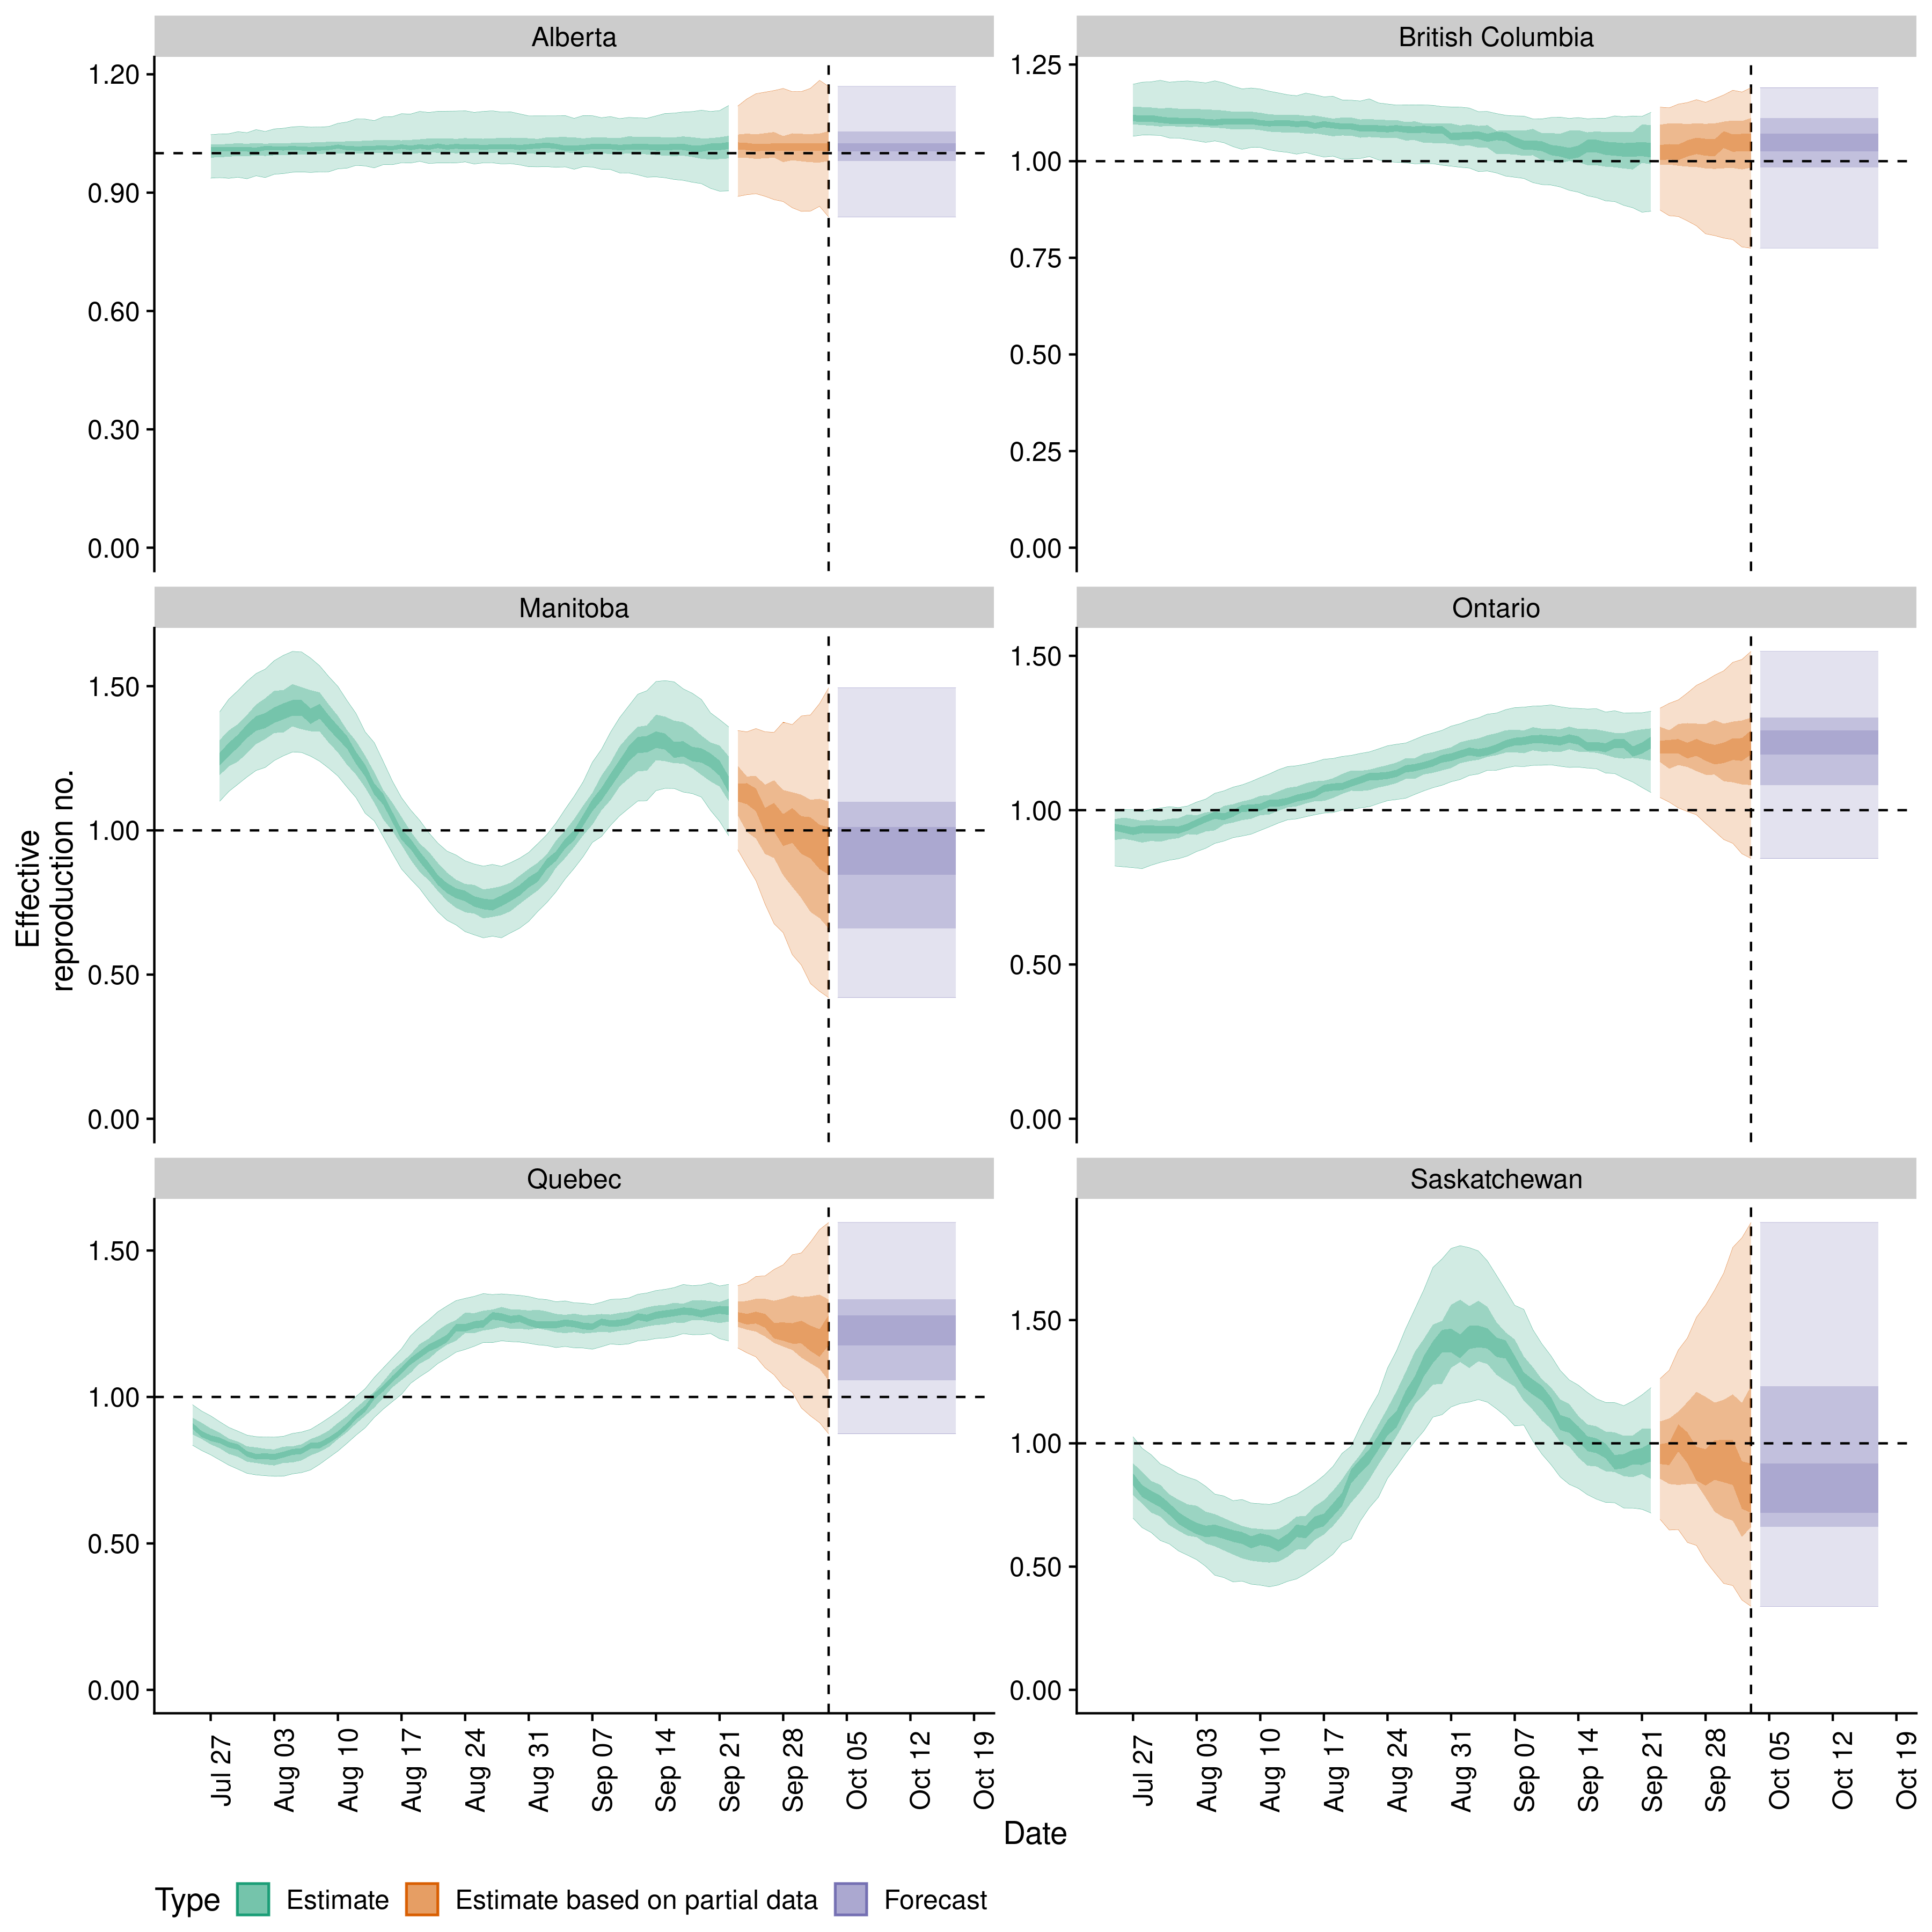 Alberta
British Columbia
1.20
0.90
0.60
0.30
0.00
1.25
1.00
0.75
0.50
0.25
0.00
Manitoba
Ontario
1.50
1.00
0.50
0.00
1.50
1.00
0.50
0.00
Effective
reproduction no.
Quebec
Saskatchewan
1.50
1.00
0.50
0.00
1.50
1.00
0.50
0.00
Jul 27
Aug 03
Aug 10
Aug 17
Aug 24
Aug 31
Sep 07
Sep 14
Sep 21
Sep 28
Oct 05
Oct 12
Oct 19
Jul 27
Aug 03
Aug 10
Aug 17
Aug 24
Aug 31
Sep 07
Sep 14
Sep 21
Sep 28
Oct 05
Oct 12
Oct 19
Date
Type Estimate Estimate based on partial data Forecast